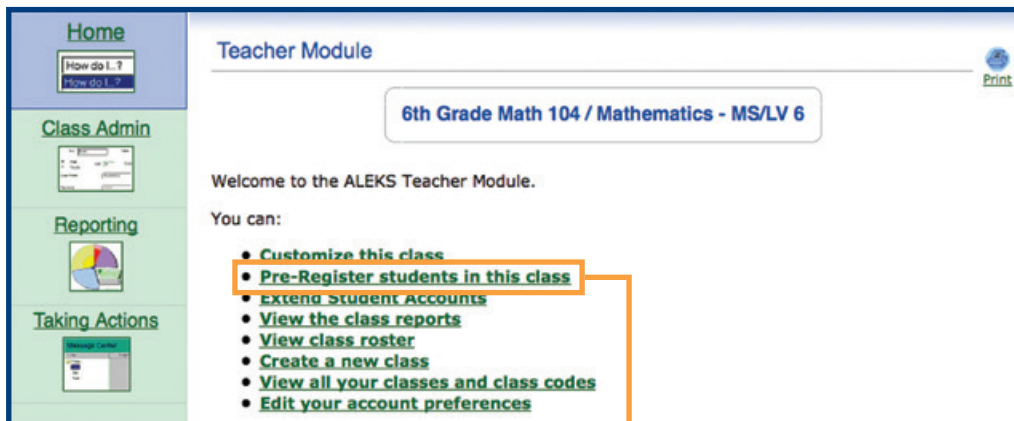 Home
How do I..?
How do I..?
Teacher Module
Print
6th Grade Math 104 / Mathematics - MS/LV 6
Class Admin
Welcome to the ALEKS Teacher Module.
Reporting
You can:
• Customize this class
• Pre-Register students in this class
• Extend Student Accounts
• View the class reports
Taking Actions
Message Center
• View class roster
• Create a new class
• View all your classes and class codes
• Edit your account preferences